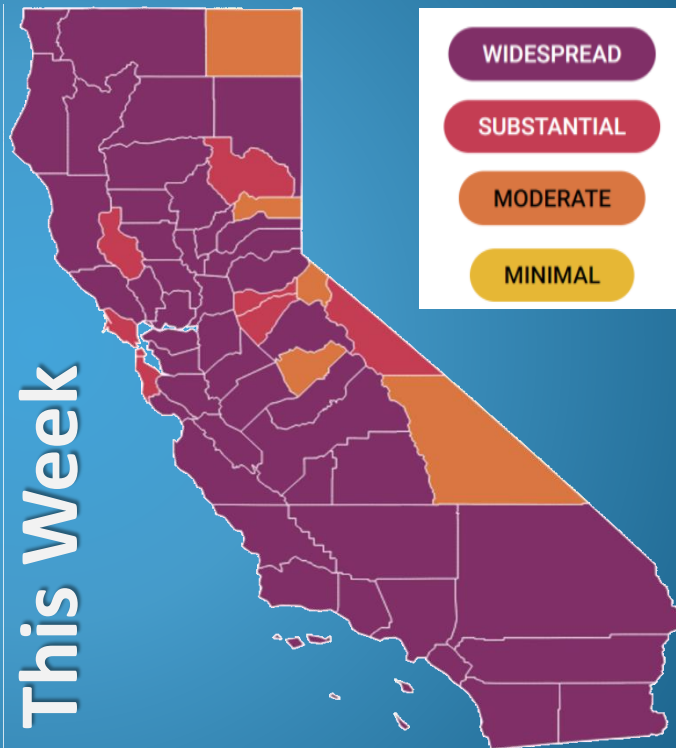 WIDESPREAD
SUBSTANTIAL
MODERATE
MINIMAL
This Week